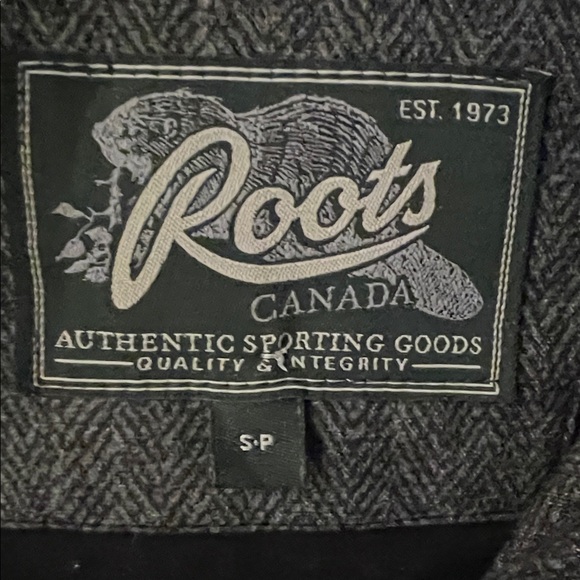 EST. 1973
Roots
CANADA
AUTHENTIC SPORTING GOODS
QUALITY & INTEGRITY
S·P